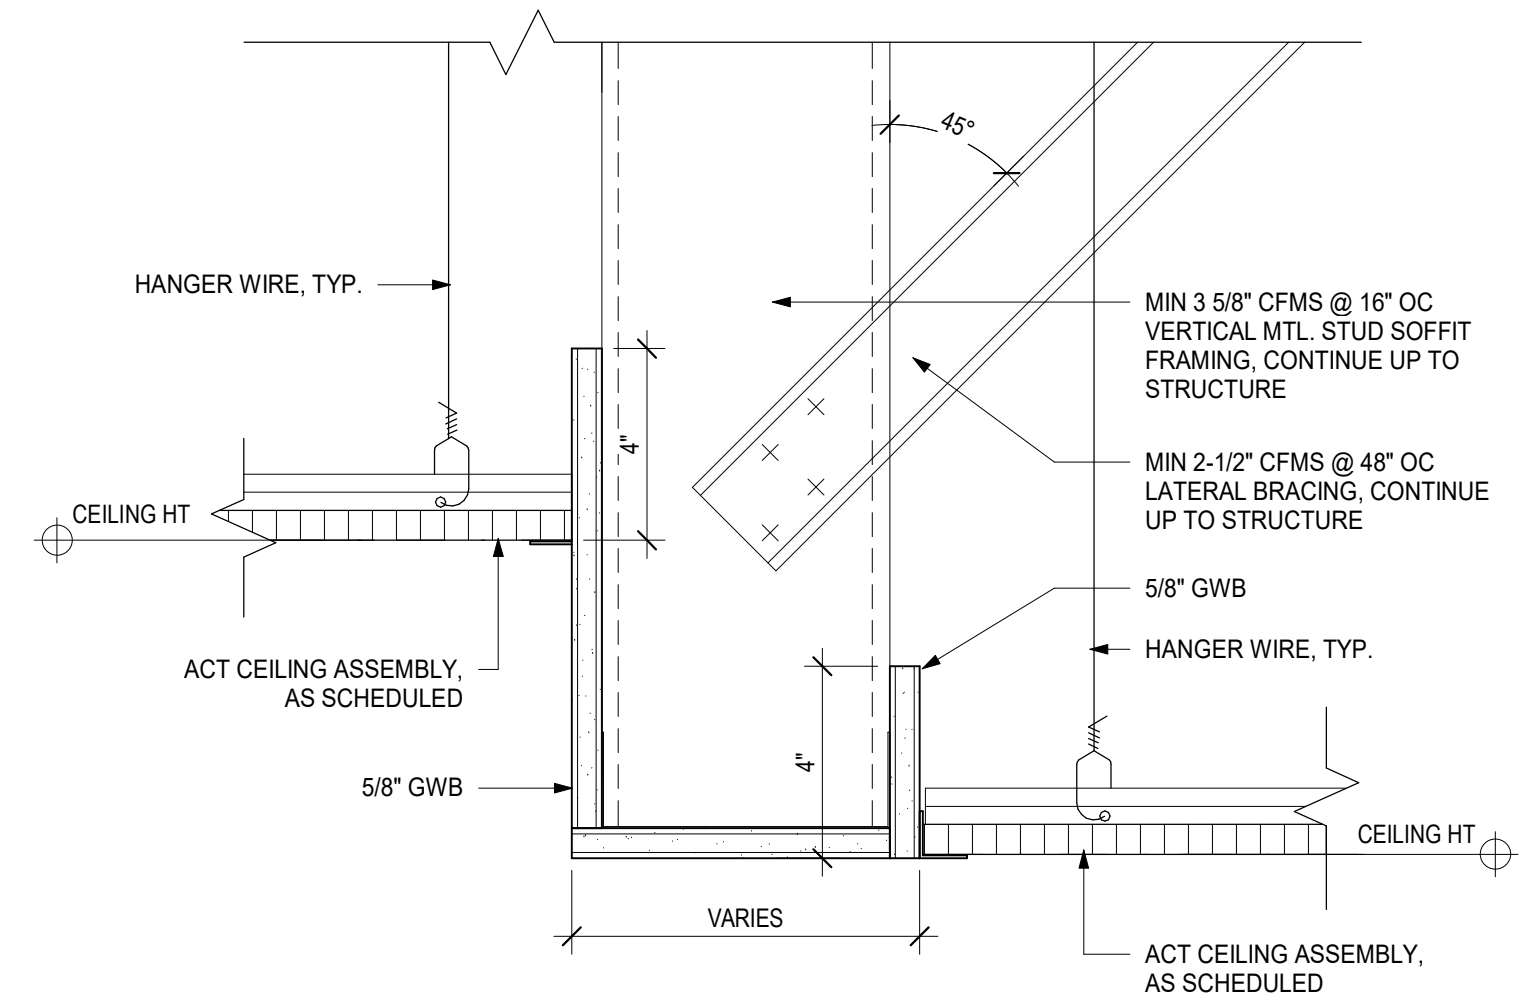 45°
HANGER WIRE, TYP.
MIN 3 5/8" CFMS @ 16" OC
VERTICAL MTL. STUD SOFFIT
FRAMING, CONTINUE UP TO
STRUCTURE
4"
MIN 2-1/2" CFMS @ 48" OC
LATERAL BRACING, CONTINUE
UP TO STRUCTURE
CEILING HT
5/8" GWB
HANGER WIRE, TYP.
ACT CEILING ASSEMBLY,
AS SCHEDULED
4"
5/8" GWB
CEILING HT
VARIES
ACT CEILING ASSEMBLY,
AS SCHEDULED